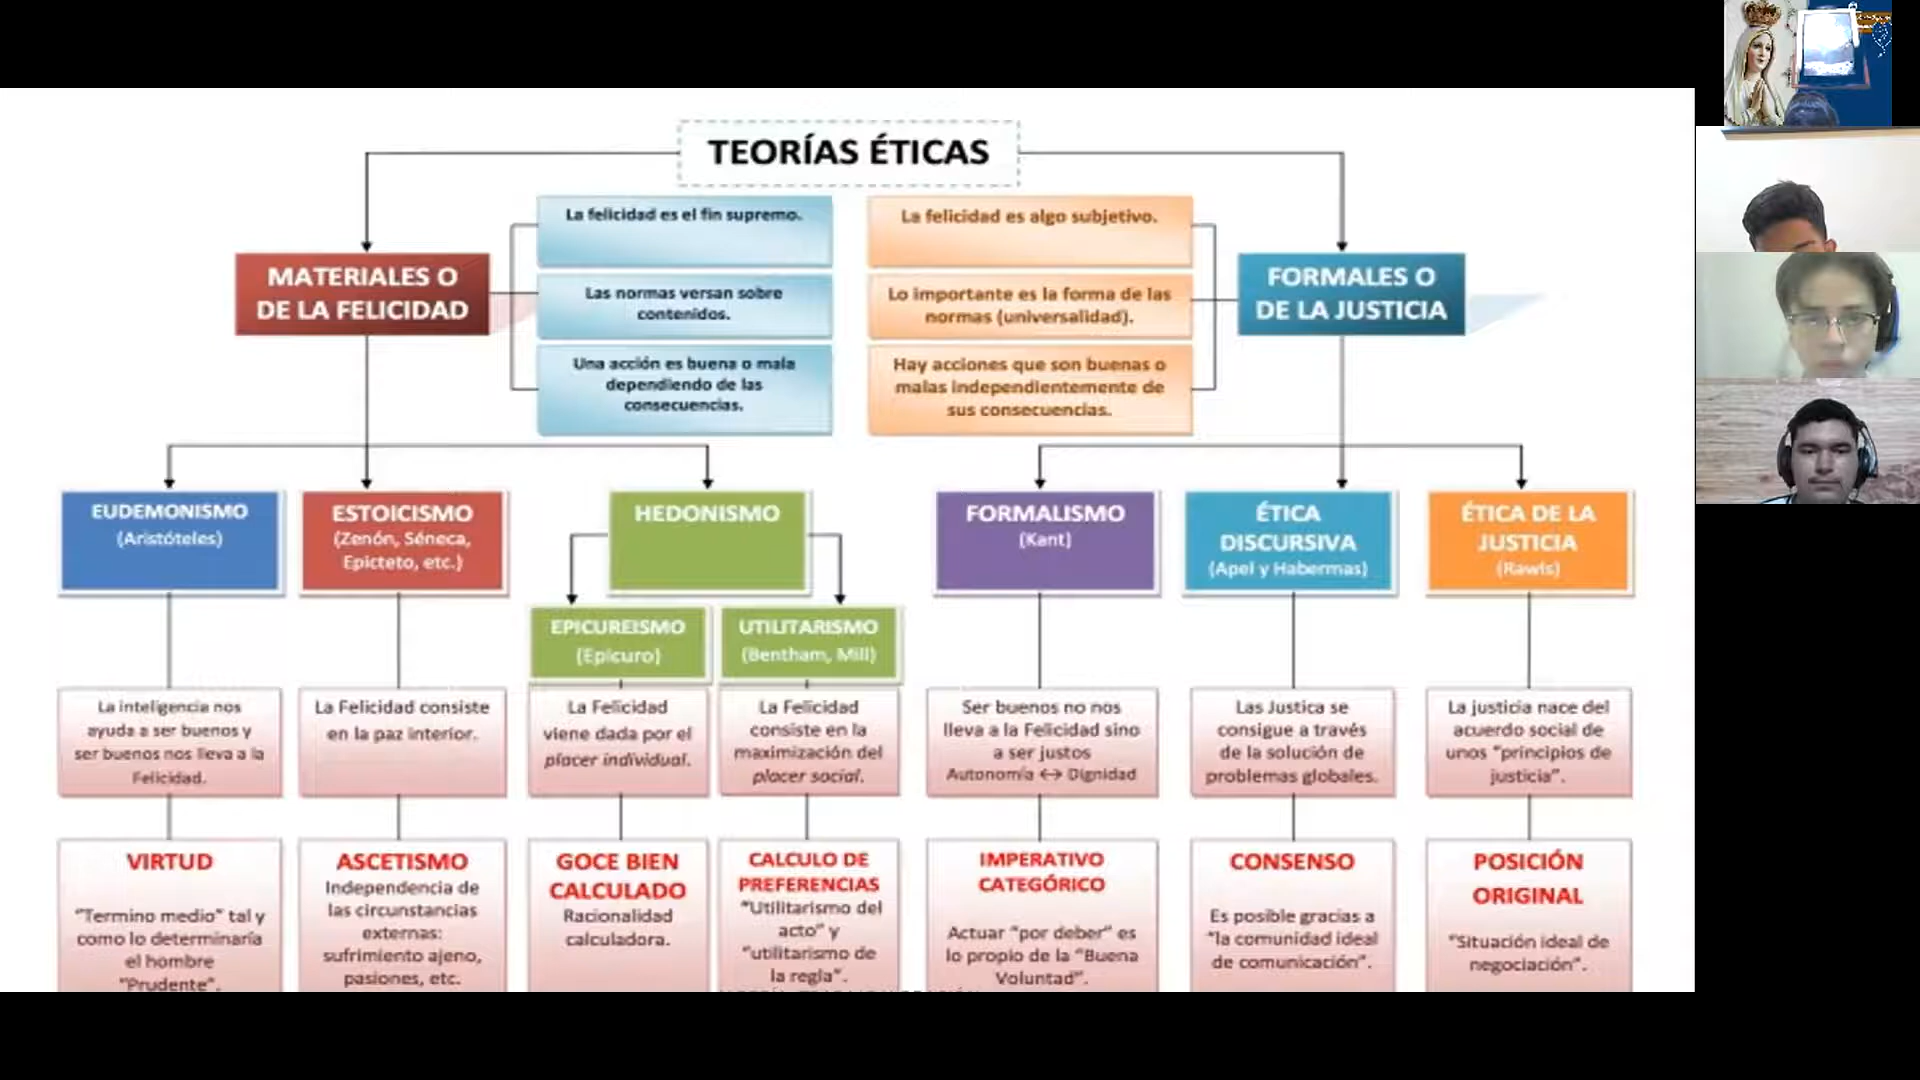 TEORÍAS ÉTICAS
MATERIALES O
DE LA FELICIDAD
La felicidad es el fin supremo.
Las normas versan sobre
contenidos.
Una acción es buena o mala
dependiendo de las
consecuencias.
La felicidad es algo subjetivo.
Lo importante es la forma de las
normas (universalidad).
Hay acciones que son buenas o
malas independientemente de
sus consecuencias.
FORMALES O
DE LA JUSTICIA
EUDEMONISMO
(Aristóteles)
ESTOICISMO
(Zenón, Séneca,
Epicteto, etc.)
HEDONISMO
EPICUREISMO
(Epicuro)
UTILITARISMO
(Bentham, Mill)
FORMALISMO
(Kant)
ÉTICA
DISCURSIVA
(Apel y Habermas)
ÉTICA DE LA
JUSTICIA
(Rawls)
La inteligencia nos
ayuda a ser buenos y
ser buenos nos lleva a la
Felicidad.
La Felicidad consiste
en la paz interior.
La Felicidad
viene dada por el
placer individual.
La Felicidad
consiste en la
maximización del
placer social.
Ser buenos no nos
lleva a la Felicidad sino
a ser justos
Autonomía <-> Dignidad
Las Justica se
consigue a través
de la solución de
problemas globales.
La justicia nace del
acuerdo social de
unos "principios de
justicia".
VIRTUD
"Termino medio" tal y
como lo determinaría
el hombre
"Prudente".
ASCETISMO
Independencia de
las circunstancias
externas:
sufrimiento ajeno,
pasiones, etc.
GOCE BIEN
CALCULADO
Racionalidad
calculadora.
CALCULO DE
PREFERENCIAS
"Utilitarismo del
acto" y
"utilitarismo de
la regla".
IMPERATIVO
CATEGÓRICO
Actuar "por deber" es
lo propio de la "Buena
Voluntad".
CONSENSO
Es posible gracias a
"la comunidad ideal
de comunicación".
POSICIÓN
ORIGINAL
"Situación ideal de
negociación".